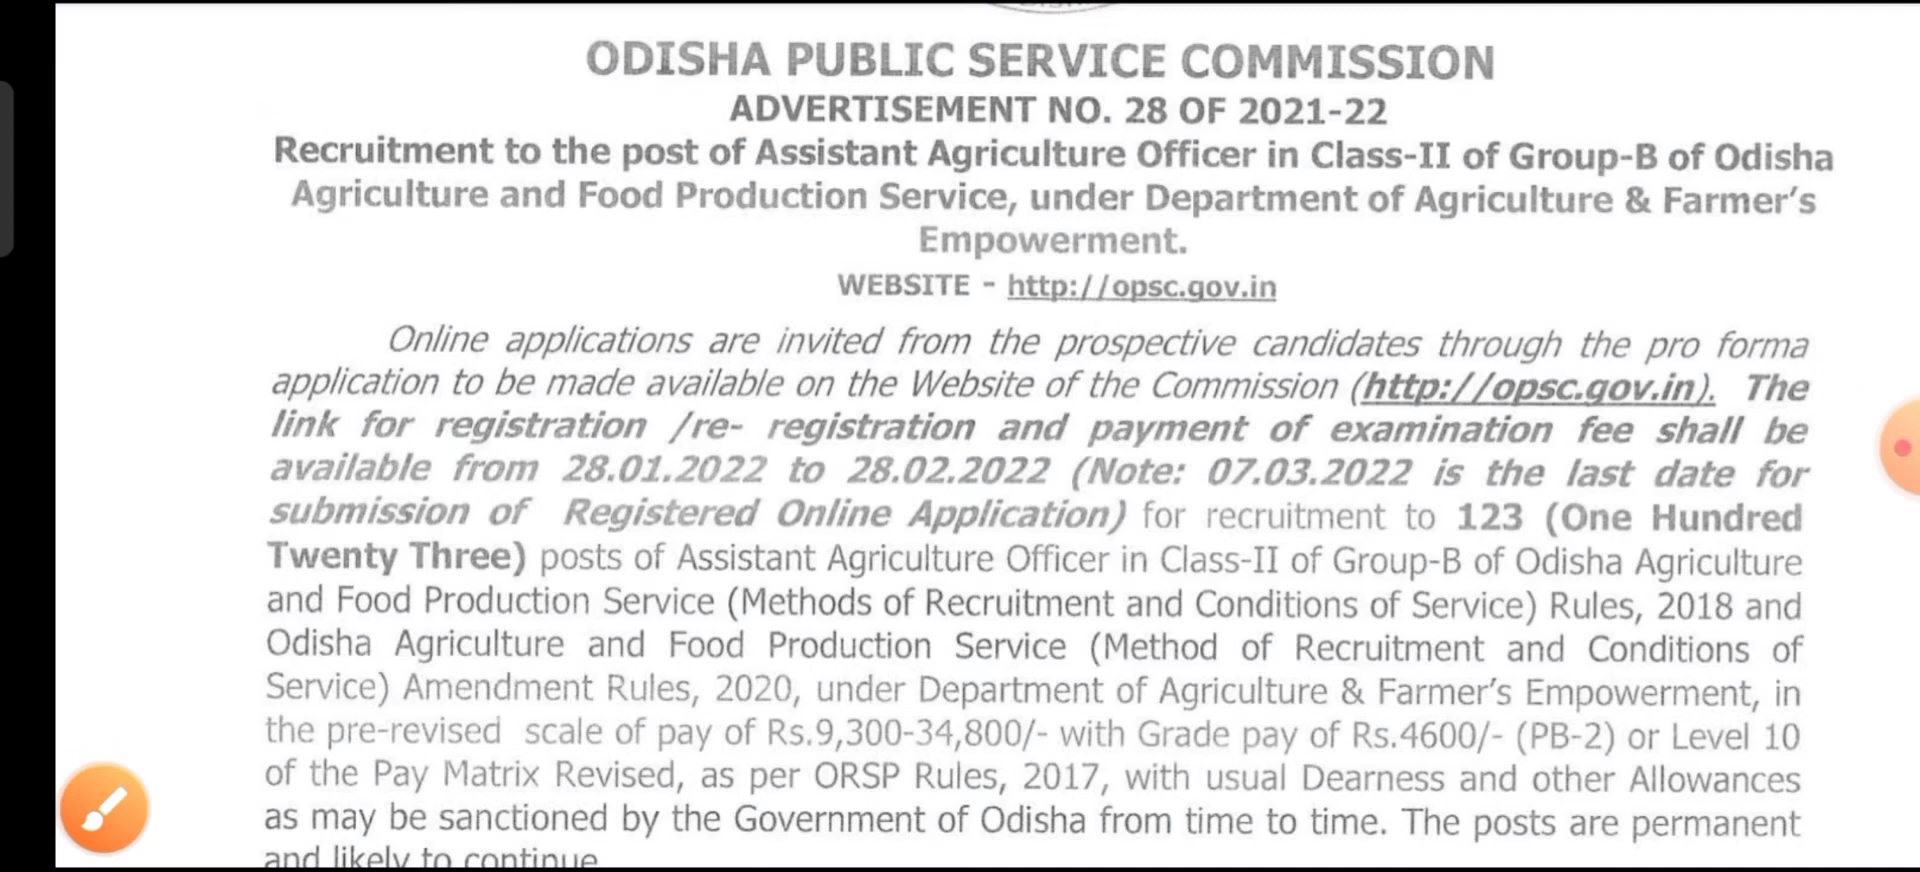 ODISHA PUBLIC SERVICE COMMISSION
ADVERTISEMENT NO. 28 OF 2021-22
Recruitment to the post of Assistant Agriculture Officer in Class-II of Group-B of Odisha
Agriculture and Food Production Service, under Department of Agriculture & Farmer's
Empowerment.
WEBSITE - http://opsc.gov.in
Online applications are invited from the prospective candidates through the pro forma
application to be made available on the Website of the Commission (http://opsc.gov.in). The
link for registration /re- registration and payment of examination fee shall be
available from 28.01.2022 to 28.02.2022 (Note: 07.03.2022 is the last date for
submission of Registered Online Application) for recruitment to 123 (One Hundred
Twenty Three) posts of Assistant Agriculture Officer in Class-II of Group-B of Odisha Agriculture
and Food Production Service (Methods of Recruitment and Conditions of Service) Rules, 2018 and
Odisha Agriculture and Food Production Service (Method of Recruitment and Conditions of
Service) Amendment Rules, 2020, under Department of Agriculture & Farmer's Empowerment, in
the pre-revised scale of pay of Rs.9,300-34,800/- with Grade pay of Rs.4600/- (PB-2) or Level 10
of the Pay Matrix Revised, as per ORSP Rules, 2017, with usual Dearness and other Allowances
as may be sanctioned by the Government of Odisha from time to time. The posts are permanent
and likely to continue